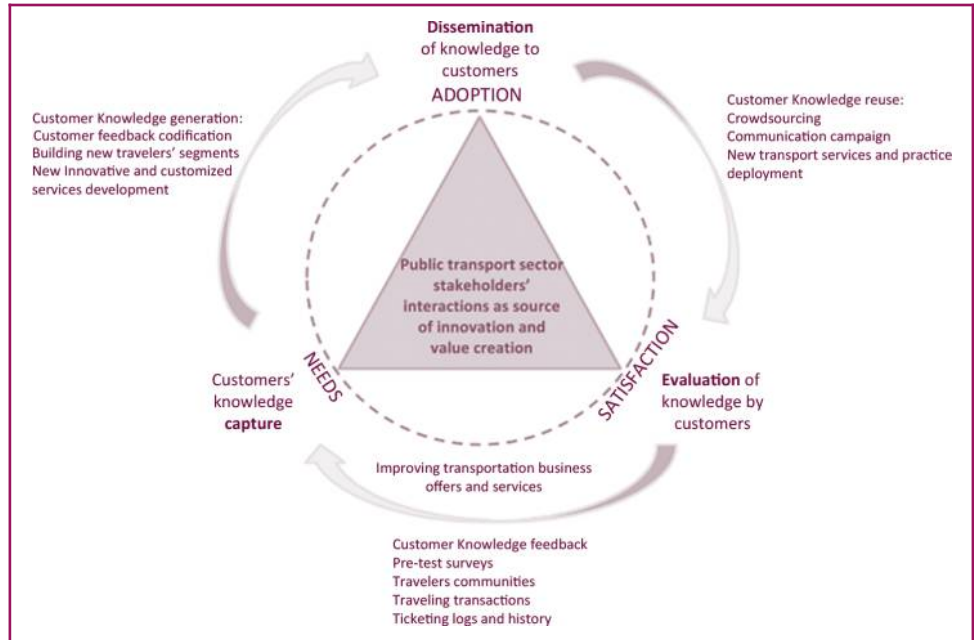 Dissemination
of knowledge to
customers
ADOPTION
Customer Knowledge generation:
Customer feedback codification
Building new travelers' segments
New Innovative and customized
services development
Customer Knowledge reuse:
Crowdsourcing
Communication campaign
New transport services and practice
deployment
Public transport sector
stakeholders'
interactions as source
of innovation and
value creation
NEEDS
SATISFACTION
Customers'
knowledge
capture
Evaluation of
knowledge by
customers
Improving transportation business
offers and services
Customer Knowledge feedback
Pre-test surveys
Travelers communities
Traveling transactions
Ticketing logs and history